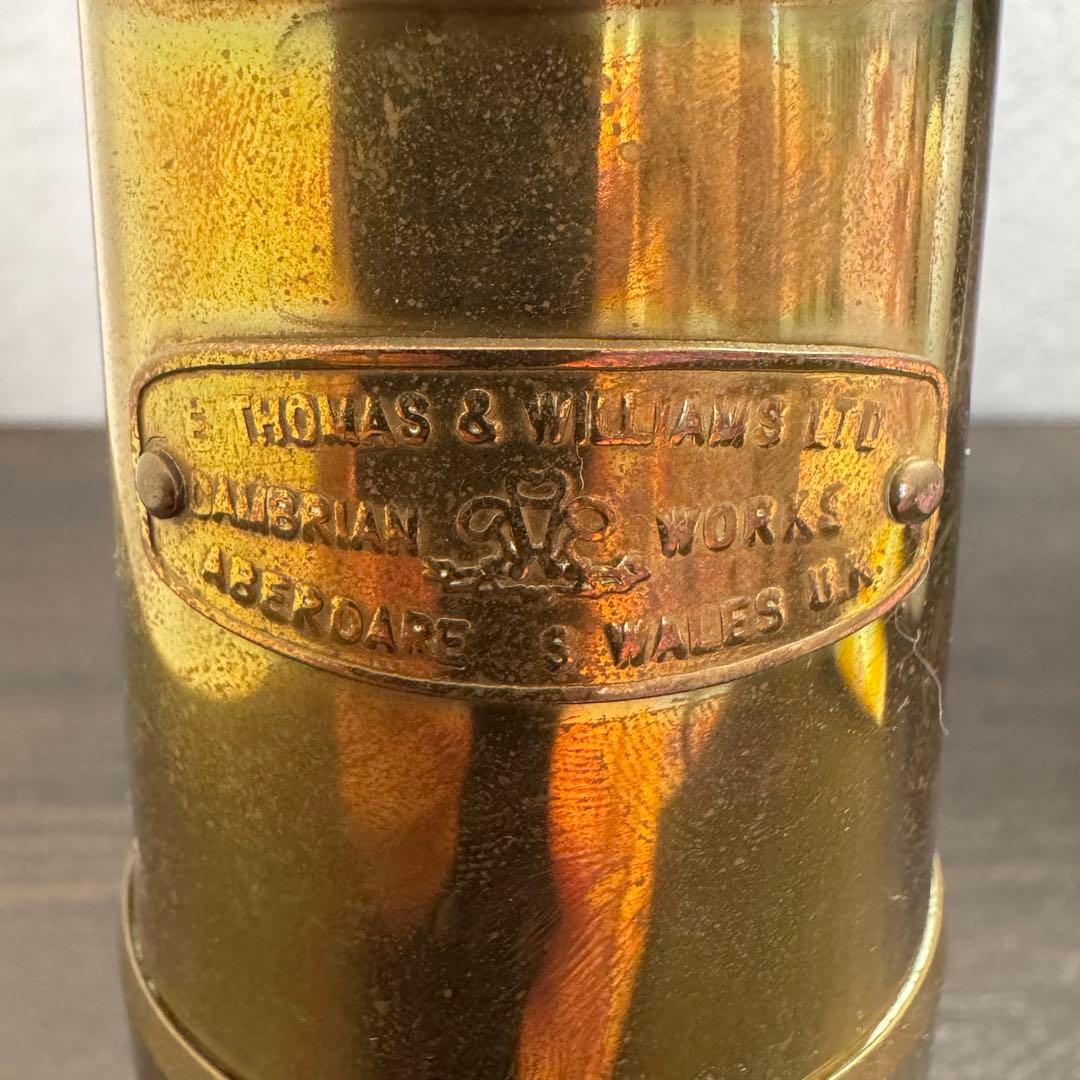 E THOMAS & WILLIAMS LTD
CAMBRIAN WORKS
ABERDARE S. WALES U.K.